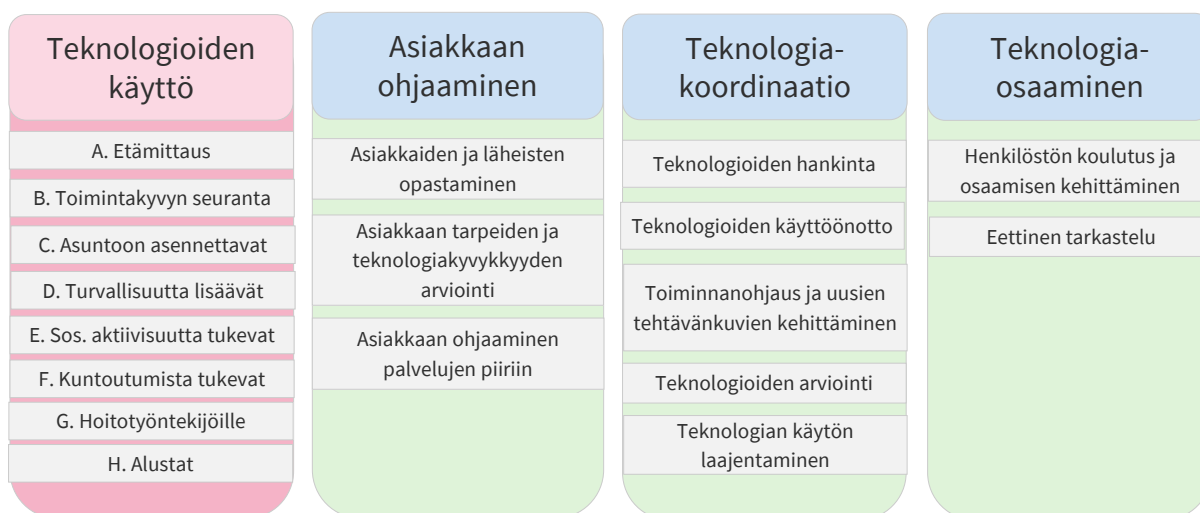 Teknologioiden
käyttö
A. Etämittaus
B. Toimintakyvyn seuranta
C. Asuntoon asennettavat
D. Turvallisuutta lisäävät
E. Sos. aktiivisuutta tukevat
F. Kuntoutumista tukevat
G. Hoitotyöntekijöille
H. Alustat
Asiakkaan
ohjaaminen
Asiakkaiden ja läheisten
opastaminen
Asiakkaan tarpeiden ja
teknologiakyvykkyyden
arviointi
Asiakkaan ohjaaminen
palvelujen piiriin
Teknologia-
koordinaatio
Teknologioiden hankinta
Teknologioiden käyttöönotto
Toiminnanohjaus ja uusien
tehtävänkuvien kehittäminen
Teknologioiden arviointi
Teknologian käytön
laajentaminen
Teknologia-
osaaminen
Henkilöstön koulutus ja
osaamisen kehittäminen
Eettinen tarkastelu